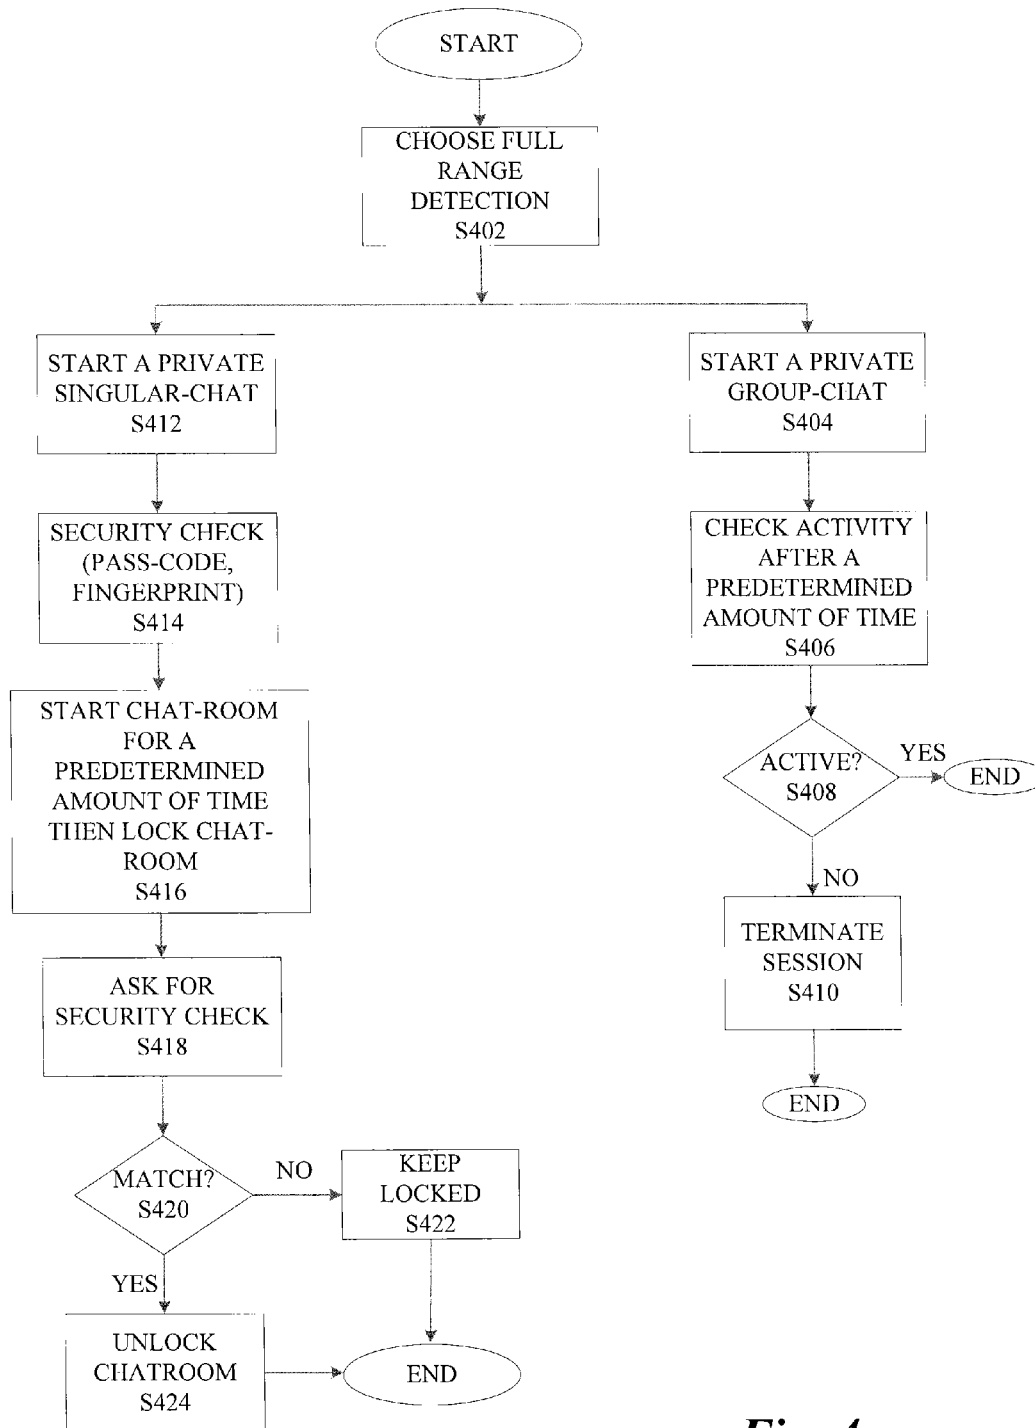 START
CHOOSE FULL
RANGE
DETECTION
S402
START A PRIVATE
SINGULAR-CHAT
S412
SECURITY CHECK
(PASS-CODE,
FINGERPRINT)
S414
START CHAT-ROOM
FOR A
PREDETERMINED
AMOUNT OF TIME
THEN LOCK CHAT-
ROOM
S416
ASK FOR
SECURITY CHECK
S418
MATCH?
S420
NO
KEEP
LOCKED
S422
YES
UNLOCK
CHATROOM
S424
END
START A PRIVATE
GROUP-CHAT
S404
CHECK ACTIVITY
AFTER A
PREDETERMINED
AMOUNT OF TIME
S406
ACTIVE?
S408
YES
END
NO
TERMINATE
SESSION
S410
END